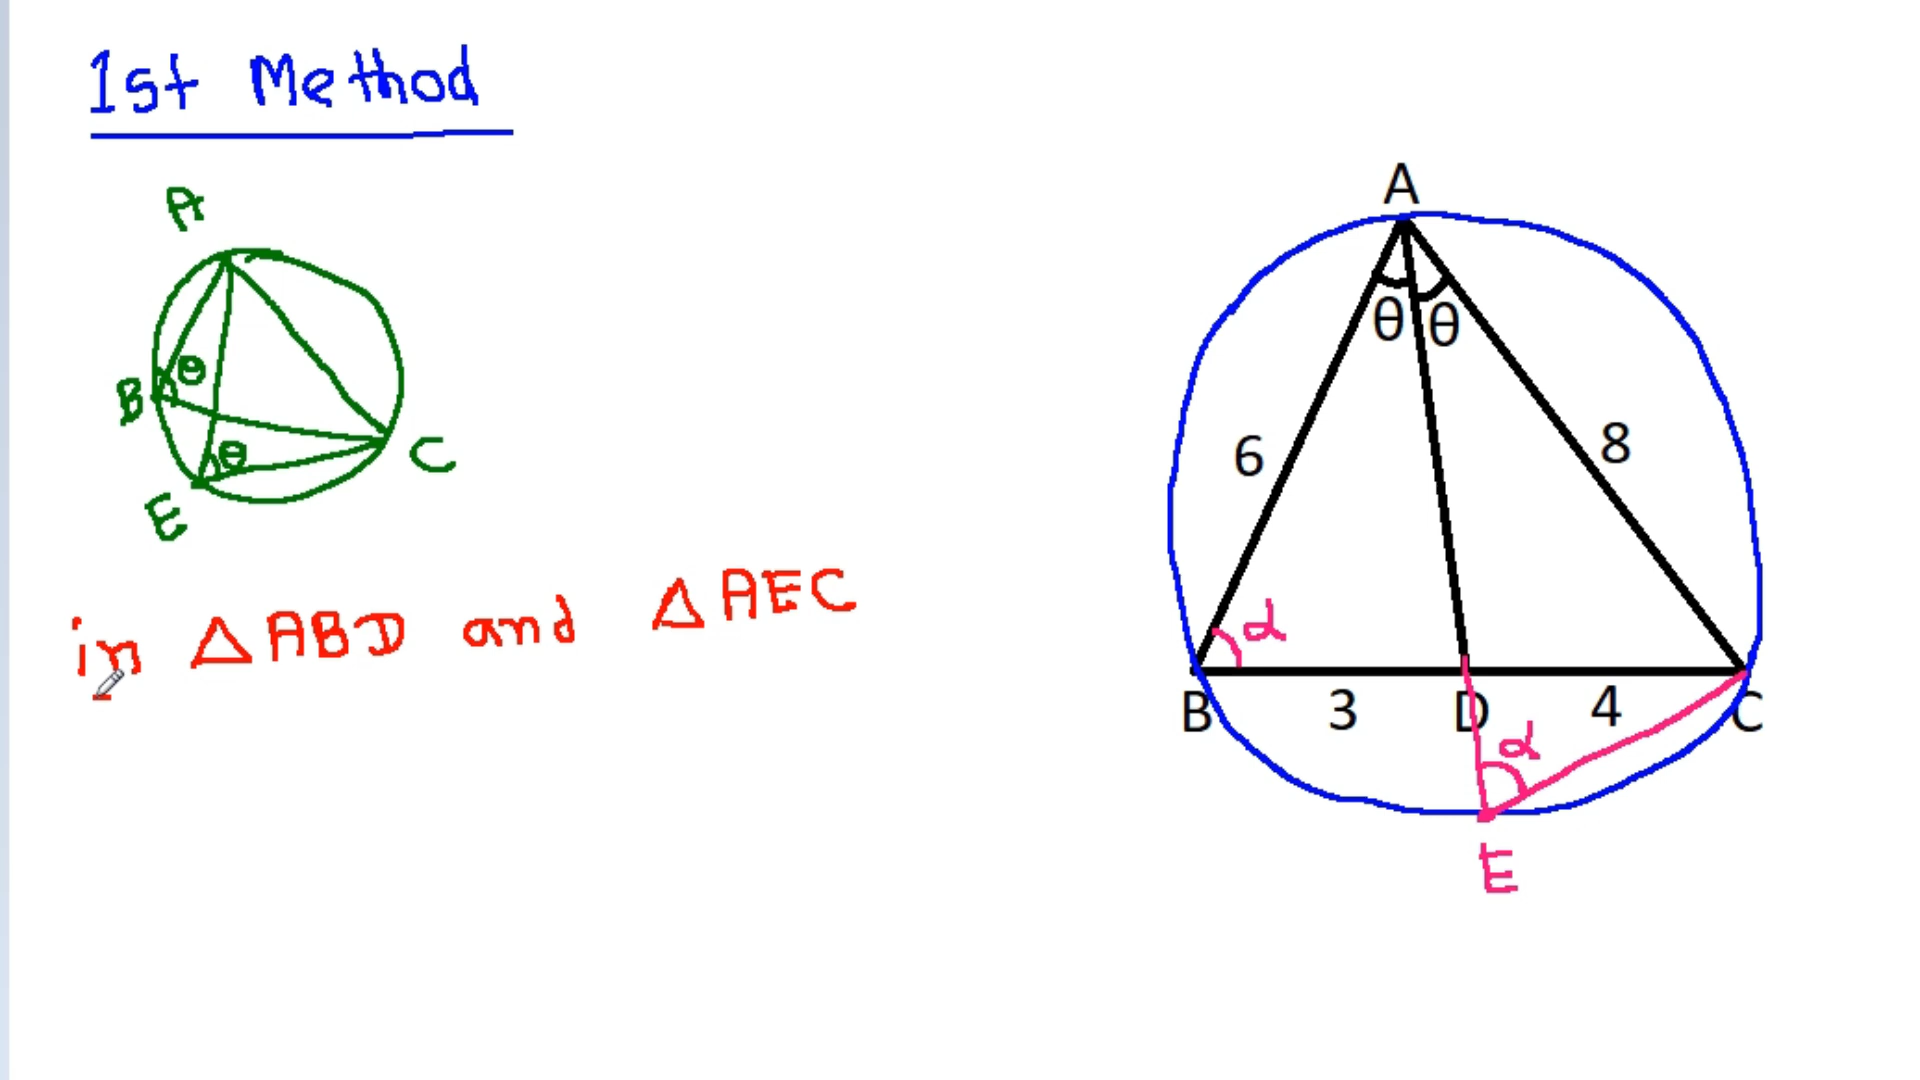 1st Method
A
B θ
θ C
E
in △ABD and △AEC
A
θ θ
6 8
α
B 3 D 4 C
α
E